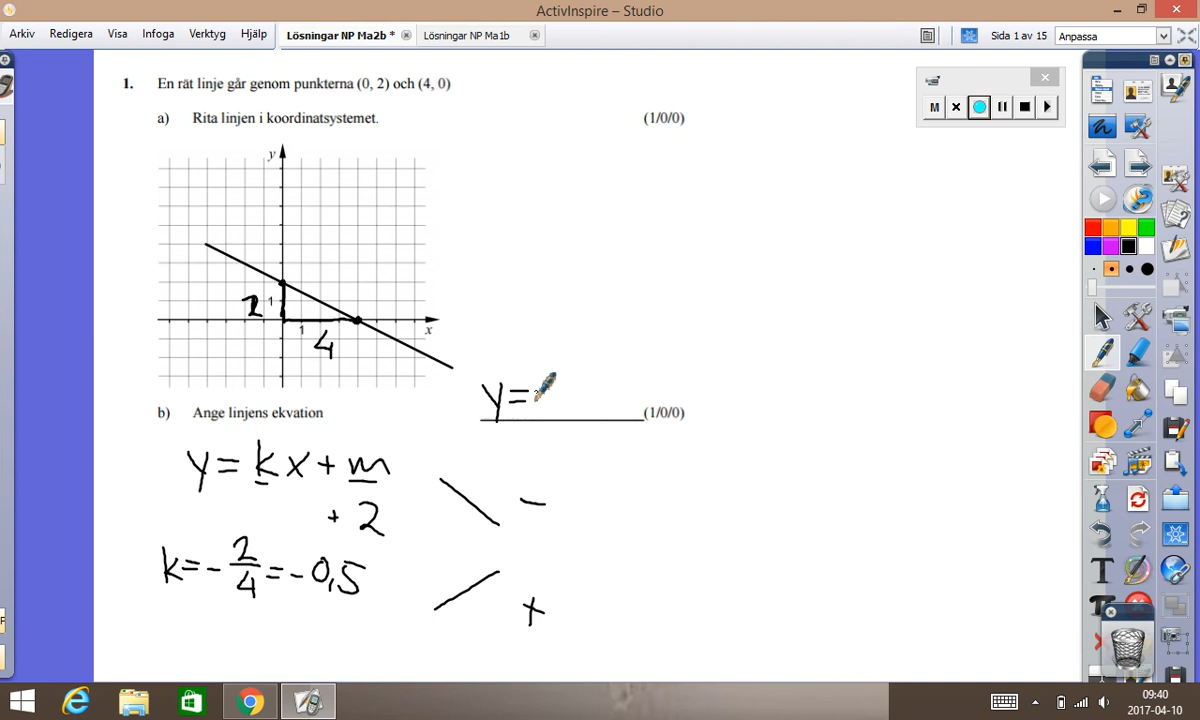 ActivInspire – Studio
Arkiv Redigera Visa Infoga Verktyg Hjälp
Lösningar NP Ma2b *
Lösningar NP Ma1b
Sida 1 av 15
Anpassa
1. En rät linje går genom punkterna (0, 2) och (4, 0)
a) Rita linjen i koordinatsystemet. (1/0/0)
M
y
2
1
1
x
4
y=
b) Ange linjens ekvation (1/0/0)
y = kx + m
+ 2
–
k = - 2/4 = - 0,5
+
09:40
2017-04-10